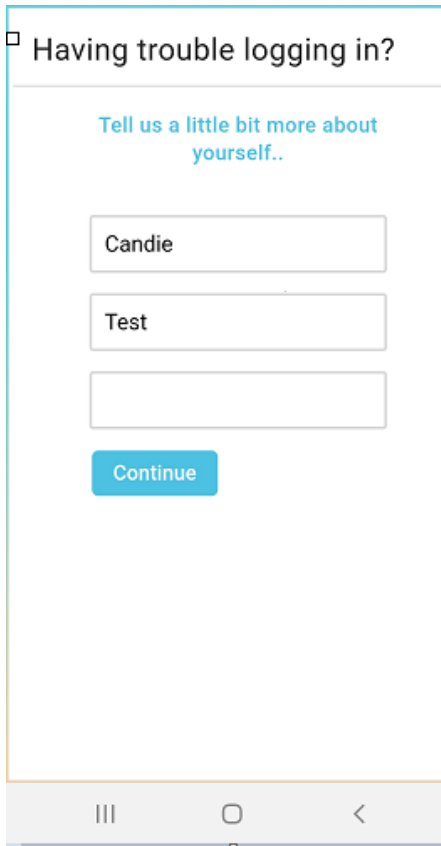 Having trouble logging in?
Tell us a little bit more about
yourself..
Candie
Test
Continue